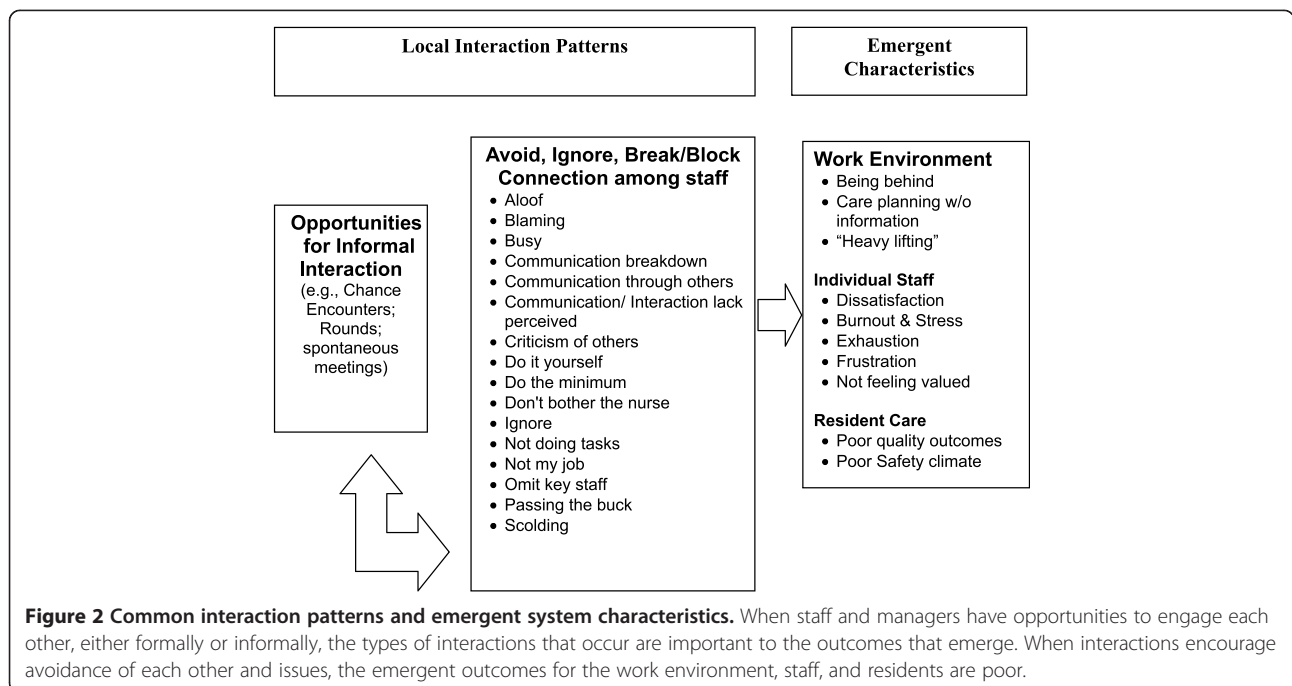 Local Interaction Patterns
Emergent
Characteristics
Opportunities
for Informal
Interaction
(e.g., Chance
Encounters;
Rounds;
spontaneous
meetings)
Avoid, Ignore, Break/Block
Connection among staff
• Aloof
• Blaming
• Busy
• Communication breakdown
• Communication through others
• Communication/ Interaction lack
perceived
• Criticism of others
• Do it yourself
• Do the minimum
• Don't bother the nurse
• Ignore
• Not doing tasks
• Not my job
• Omit key staff
• Passing the buck
• Scolding
Work Environment
• Being behind
• Care planning w/o
information
• “Heavy lifting”
Individual Staff
• Dissatisfaction
• Burnout & Stress
• Exhaustion
• Frustration
• Not feeling valued
Resident Care
• Poor quality outcomes
• Poor Safety climate
Figure 2 Common interaction patterns and emergent system characteristics. When staff and managers have opportunities to engage each
other, either formally or informally, the types of interactions that occur are important to the outcomes that emerge. When interactions encourage
avoidance of each other and issues, the emergent outcomes for the work environment, staff, and residents are poor.